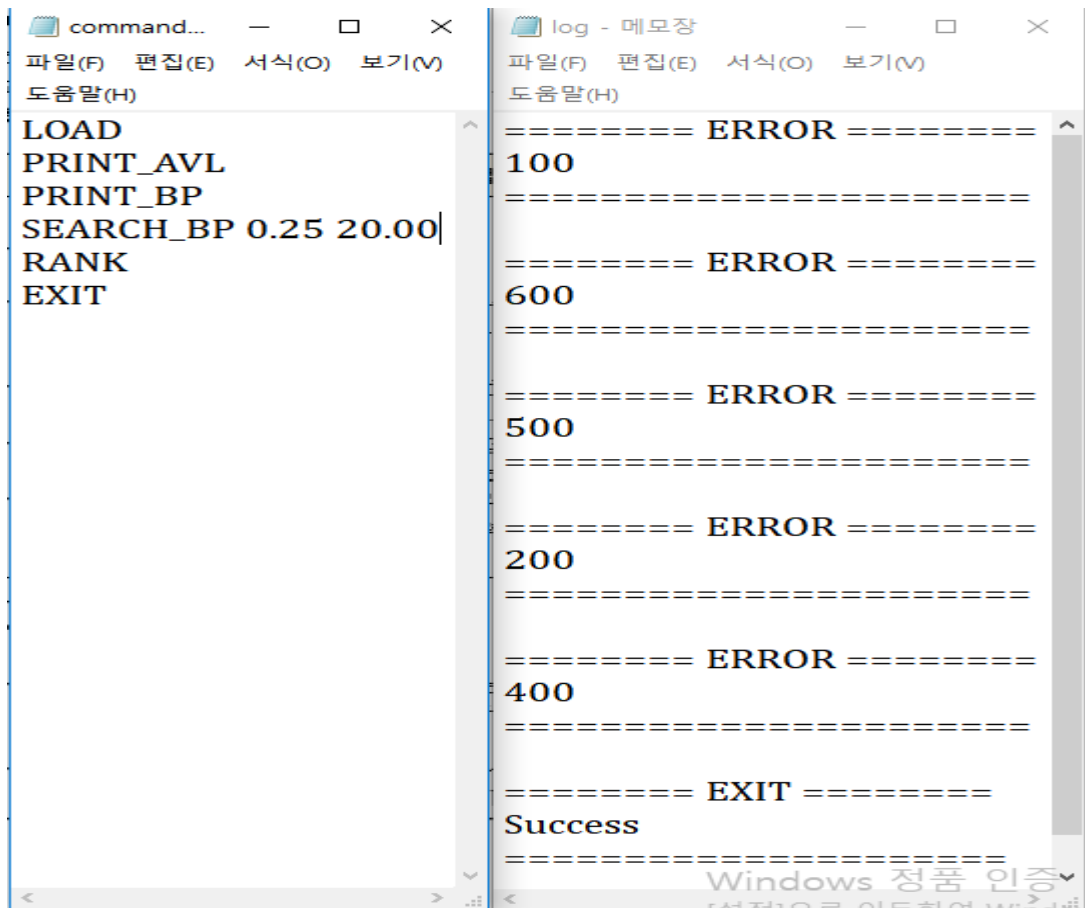 command...
파일(F) 편집(E) 서식(O) 보기(V)
도움말(H)
LOAD
PRINT_AVL
PRINT_BP
SEARCH_BP 0.25 20.00
RANK
EXIT
log - 메모장
파일(F) 편집(E) 서식(O) 보기(V)
도움말(H)
======== ERROR ========
100
======================
======== ERROR ========
600
======================
======== ERROR ========
500
======================
======== ERROR ========
200
======================
======== ERROR ========
400
======================
======== EXIT ========
Success
=====================
Windows 정품 인증